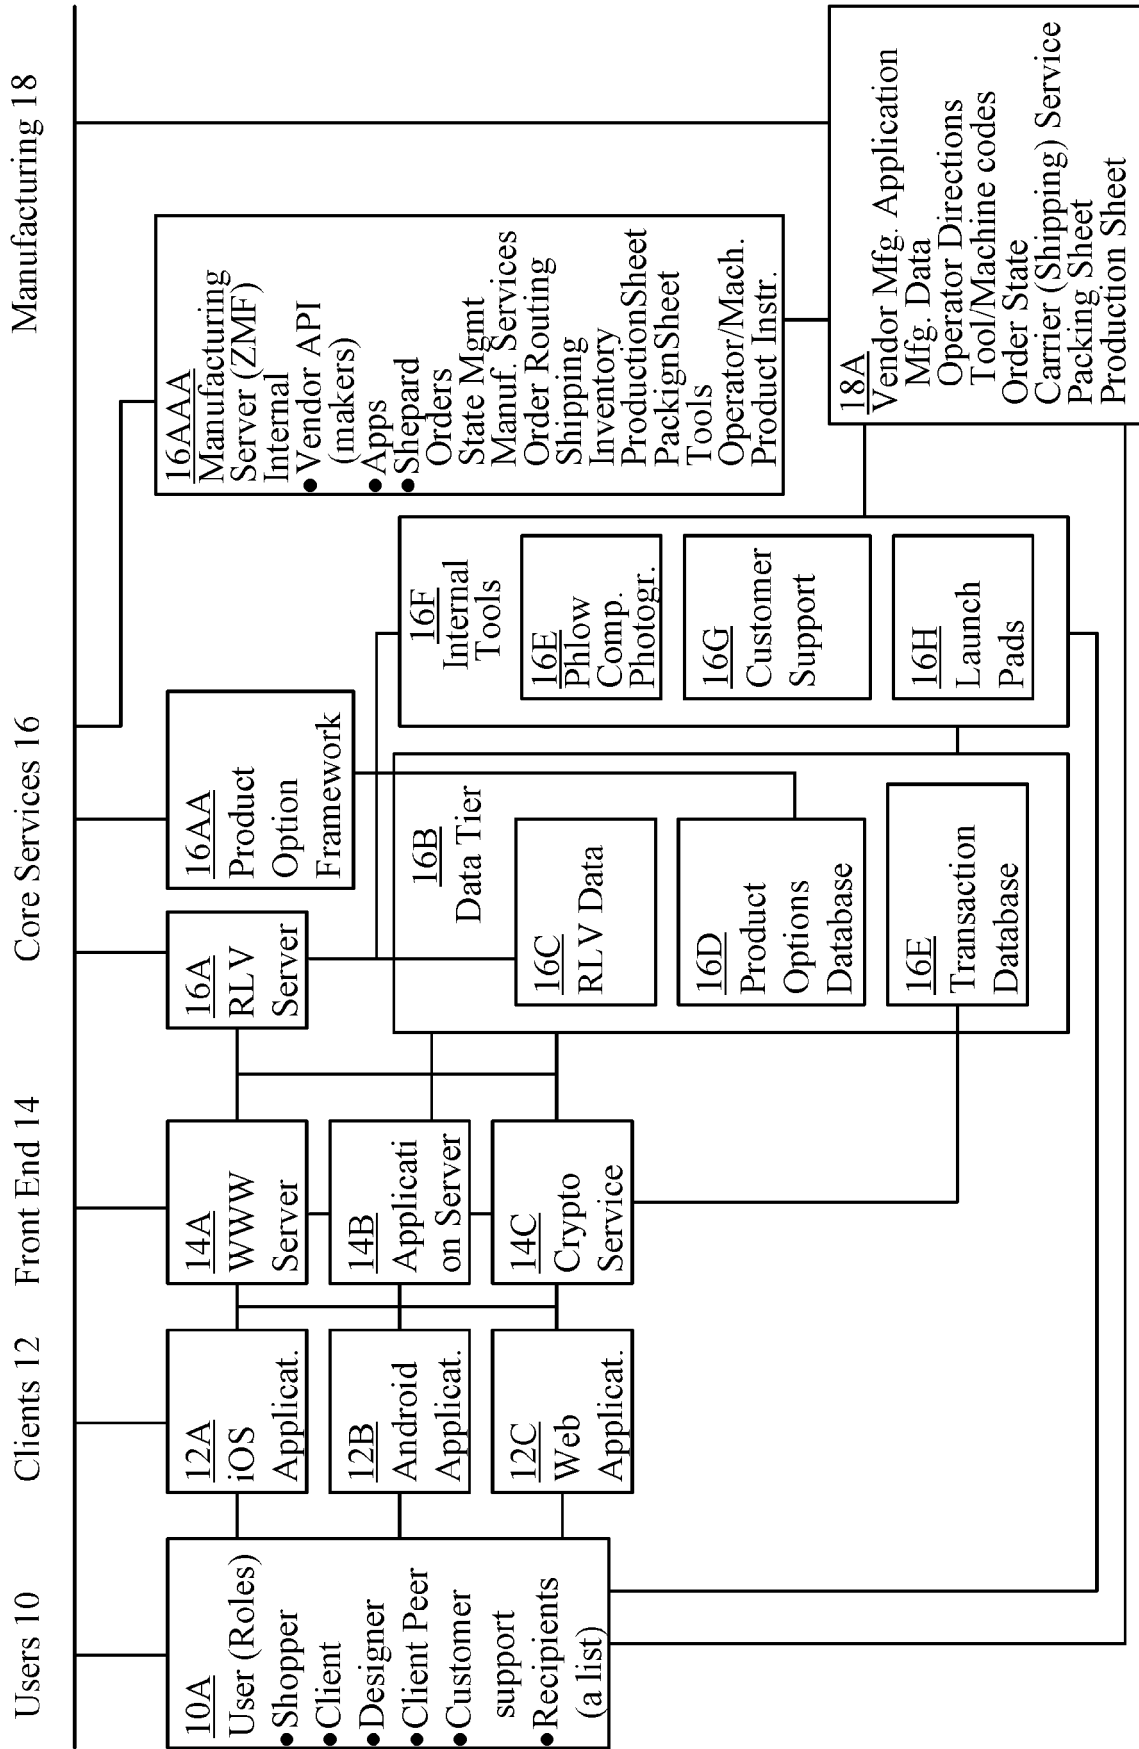 Users 10
Clients 12
Front End 14
Core Services 16
Manufacturing 18
10A
User (Roles)
●Shopper
●Client
●Designer
●Client Peer
●Customer
support
●Recipients
(a list)
12A
iOS
Applicat.
12B
Android
Applicat.
12C
Web
Applicat.
14A
WWW
Server
14B
Applicati
on Server
14C
Crypto
Service
16A
RLV
Server
16AA
Product
Option
Framework
16B
Data Tier
16C
RLV Data
16D
Product
Options
Database
16E
Transaction
Database
16F
Internal
Tools
16E
Phlow
Comp.
Photogr.
16G
Customer
Support
16H
Launch
Pads
16AAA
Manufacturing
Server (ZMF)
Internal
●Vendor API
(makers)
●Apps
●Shepard
Orders
State Mgmt
Manuf. Services
Order Routing
Shipping
Inventory
ProductionSheet
PackignSheet
Tools
Operator/Mach.
Product Instr.
18A
Vendor Mfg. Application
Mfg. Data
Operator Directions
Tool/Machine codes
Order State
Carrier (Shipping) Service
Packing Sheet
Production Sheet